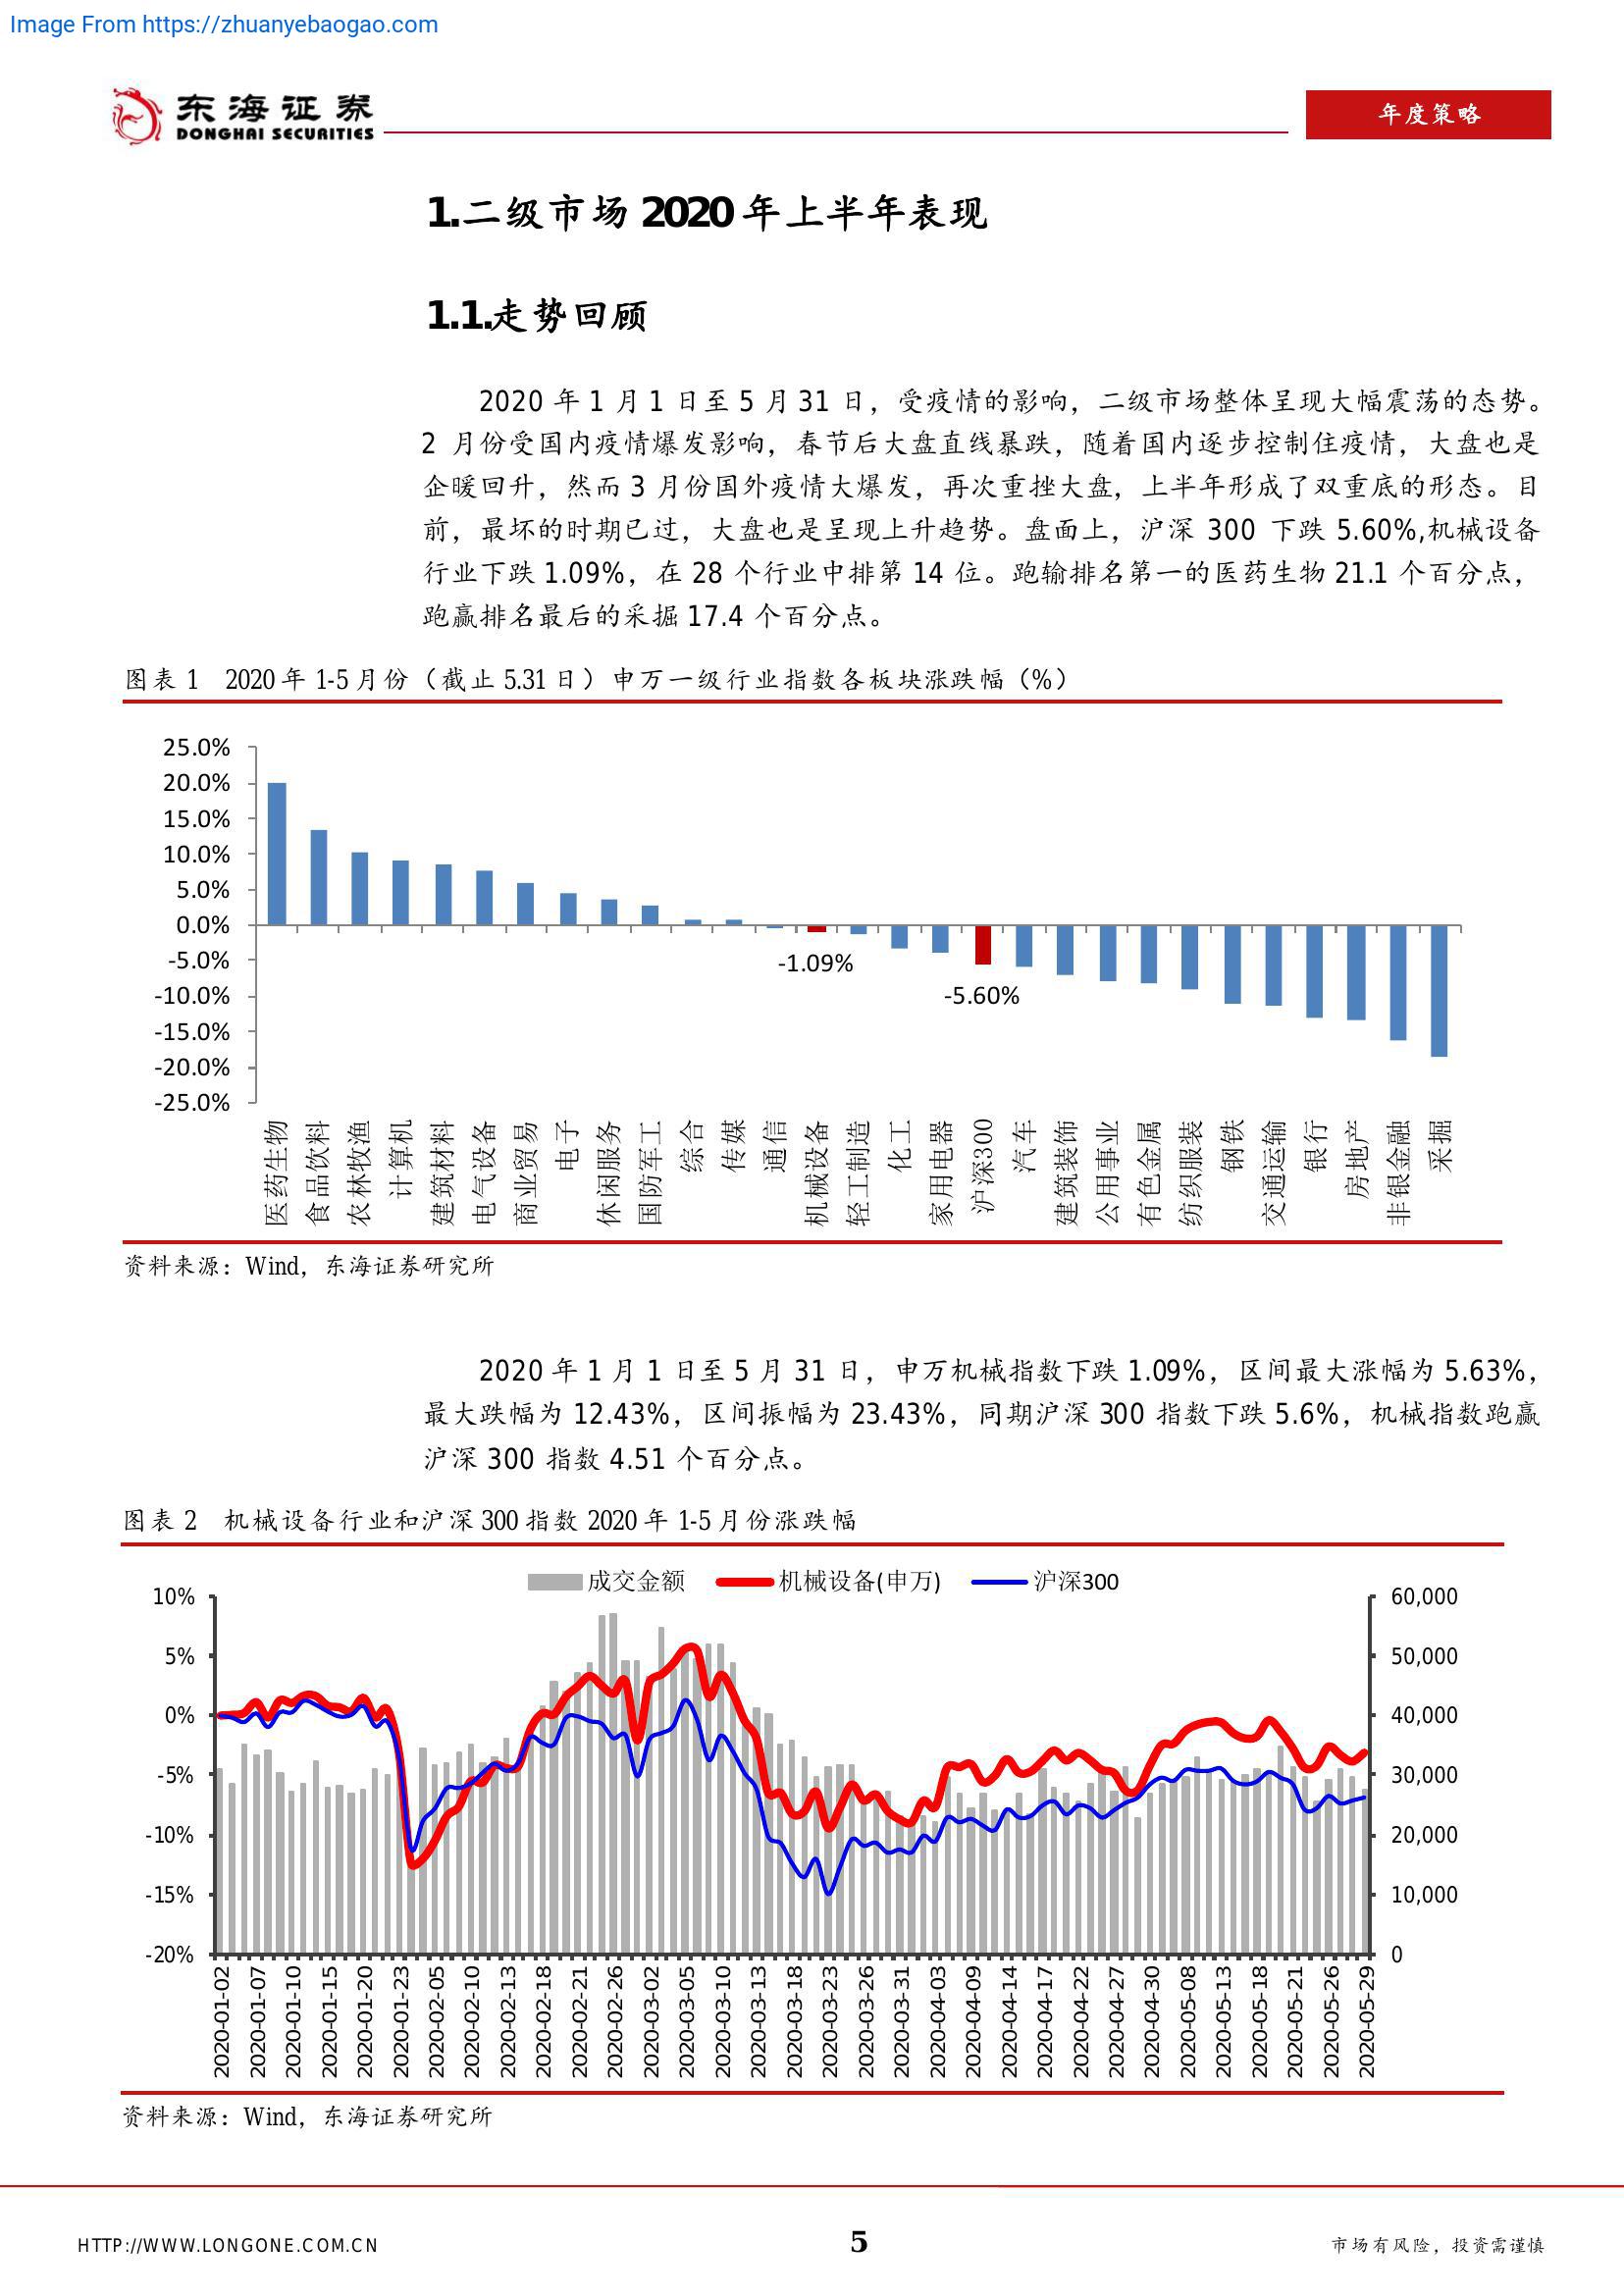 Image From https://zhuanyebaogao.com
东海证券
DONGHAI SECURITIES
年度策略
1.二级市场 2020 年上半年表现
1.1.走势回顾
2020 年 1 月 1 日至 5 月 31 日，受疫情的影响，二级市场整体呈现大幅震荡的态势。
2 月份受国内疫情爆发影响，春节后大盘直线暴跌，随着国内逐步控制住疫情，大盘也是
企暖回升，然而 3 月份国外疫情大爆发，再次重挫大盘，上半年形成了双重底的形态。目
前，最坏的时期已过，大盘也是呈现上升趋势。盘面上，沪深 300 下跌 5.60%,机械设备
行业下跌 1.09%，在 28 个行业中排第 14 位。跑输排名第一的医药生物 21.1 个百分点，
跑赢排名最后的采掘 17.4 个百分点。
图表 1 2020 年 1-5 月份（截止 5.31 日）申万一级行业指数各板块涨跌幅（%）
25.0%
20.0%
15.0%
10.0%
5.0%
0.0%
-5.0%
-10.0%
-15.0%
-20.0%
-25.0%
-1.09%
-5.60%
医药生物
食品饮料
农林牧渔
计算机
建筑材料
电气设备
商业贸易
电子
休闲服务
国防军工
综合
传媒
通信
机械设备
轻工制造
化工
家用电器
沪深300
汽车
建筑装饰
公用事业
有色金属
纺织服装
钢铁
交通运输
银行
房地产
非银金融
采掘
资料来源：Wind，东海证券研究所
2020 年 1 月 1 日至 5 月 31 日，申万机械指数下跌 1.09%，区间最大涨幅为 5.63%，
最大跌幅为 12.43%，区间振幅为 23.43%，同期沪深 300 指数下跌 5.6%，机械指数跑赢
沪深 300 指数 4.51 个百分点。
图表 2 机械设备行业和沪深 300 指数 2020 年 1-5 月份涨跌幅
成交金额 机械设备(申万) 沪深300
10%
5%
0%
-5%
-10%
-15%
-20%
60,000
50,000
40,000
30,000
20,000
10,000
0
2020-01-02
2020-01-07
2020-01-10
2020-01-15
2020-01-20
2020-01-23
2020-02-05
2020-02-10
2020-02-13
2020-02-18
2020-02-21
2020-02-26
2020-03-02
2020-03-05
2020-03-10
2020-03-13
2020-03-18
2020-03-23
2020-03-26
2020-03-31
2020-04-03
2020-04-09
2020-04-14
2020-04-17
2020-04-22
2020-04-27
2020-04-30
2020-05-08
2020-05-13
2020-05-18
2020-05-21
2020-05-26
2020-05-29
资料来源：Wind，东海证券研究所
HTTP://WWW.LONGONE.COM.CN
5
市场有风险，投资需谨慎